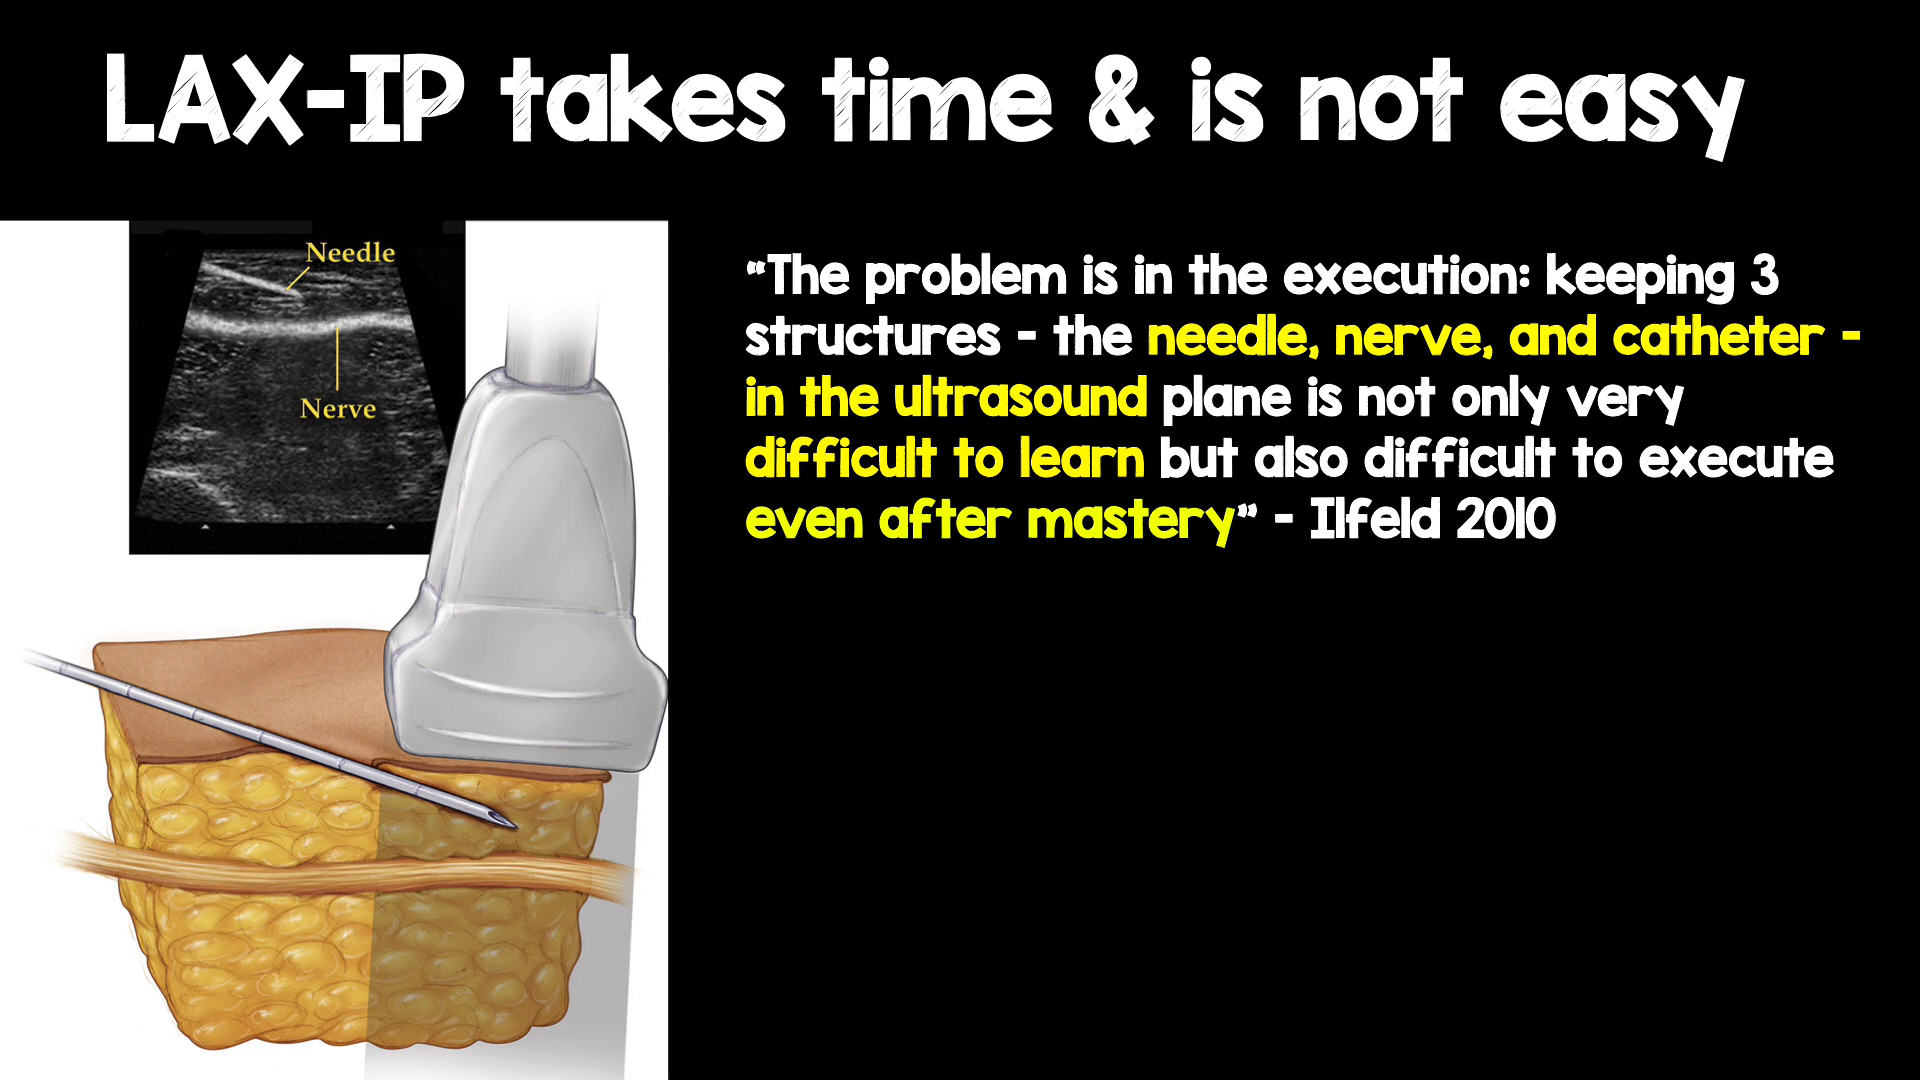 LAX-IP takes time & is not easy
Needle
Nerve
“The problem is in the execution: keeping 3
structures - the needle, nerve, and catheter -
in the ultrasound plane is not only very
difficult to learn but also difficult to execute
even after mastery” - Ilfeld 2010